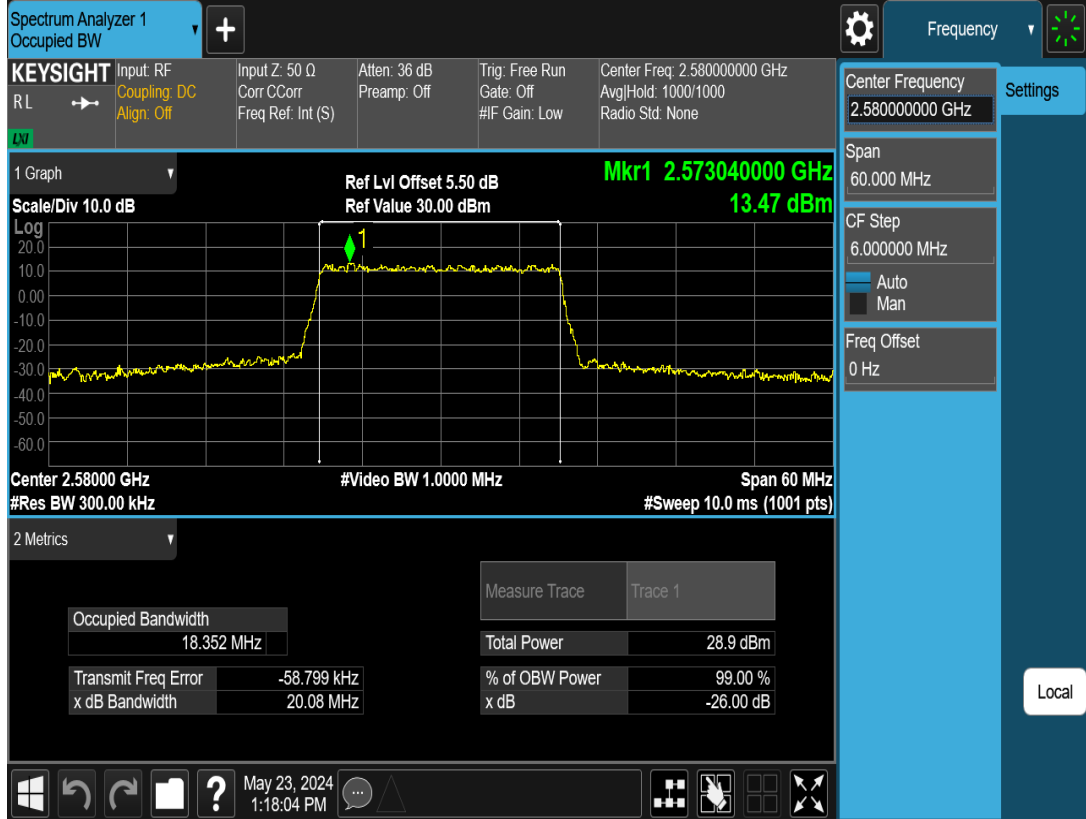 Spectrum Analyzer 1
Occupied BW
+
Frequency
KEYSIGHT
R L
LXI
Input: RF
Coupling: DC
Align: Off
Input Z: 50 Ω
Corr CCorr
Freq Ref: Int (S)
Atten: 36 dB
Preamp: Off
Trig: Free Run
Gate: Off
#IF Gain: Low
Center Freq: 2.580000000 GHz
Avg|Hold: 1000/1000
Radio Std: None
Center Frequency
2.580000000 GHz
Settings
Span
60.000 MHz
CF Step
6.000000 MHz
Auto
Man
Freq Offset
0 Hz
Local
1 Graph
Scale/Div 10.0 dB
Ref Lvl Offset 5.50 dB
Ref Value 30.00 dBm
Mkr1 2.573040000 GHz
13.47 dBm
Log
1
20.0
10.0
0.00
-10.0
-20.0
-30.0
-40.0
-50.0
-60.0
Center 2.58000 GHz
#Video BW 1.0000 MHz
Span 60 MHz
#Res BW 300.00 kHz
#Sweep 10.0 ms (1001 pts)
2 Metrics
Measure Trace
Trace 1
Occupied Bandwidth
18.352 MHz
Total Power
28.9 dBm
Transmit Freq Error
-58.799 kHz
% of OBW Power
99.00 %
x dB Bandwidth
20.08 MHz
x dB
-26.00 dB
?
May 23, 2024
1:18:04 PM